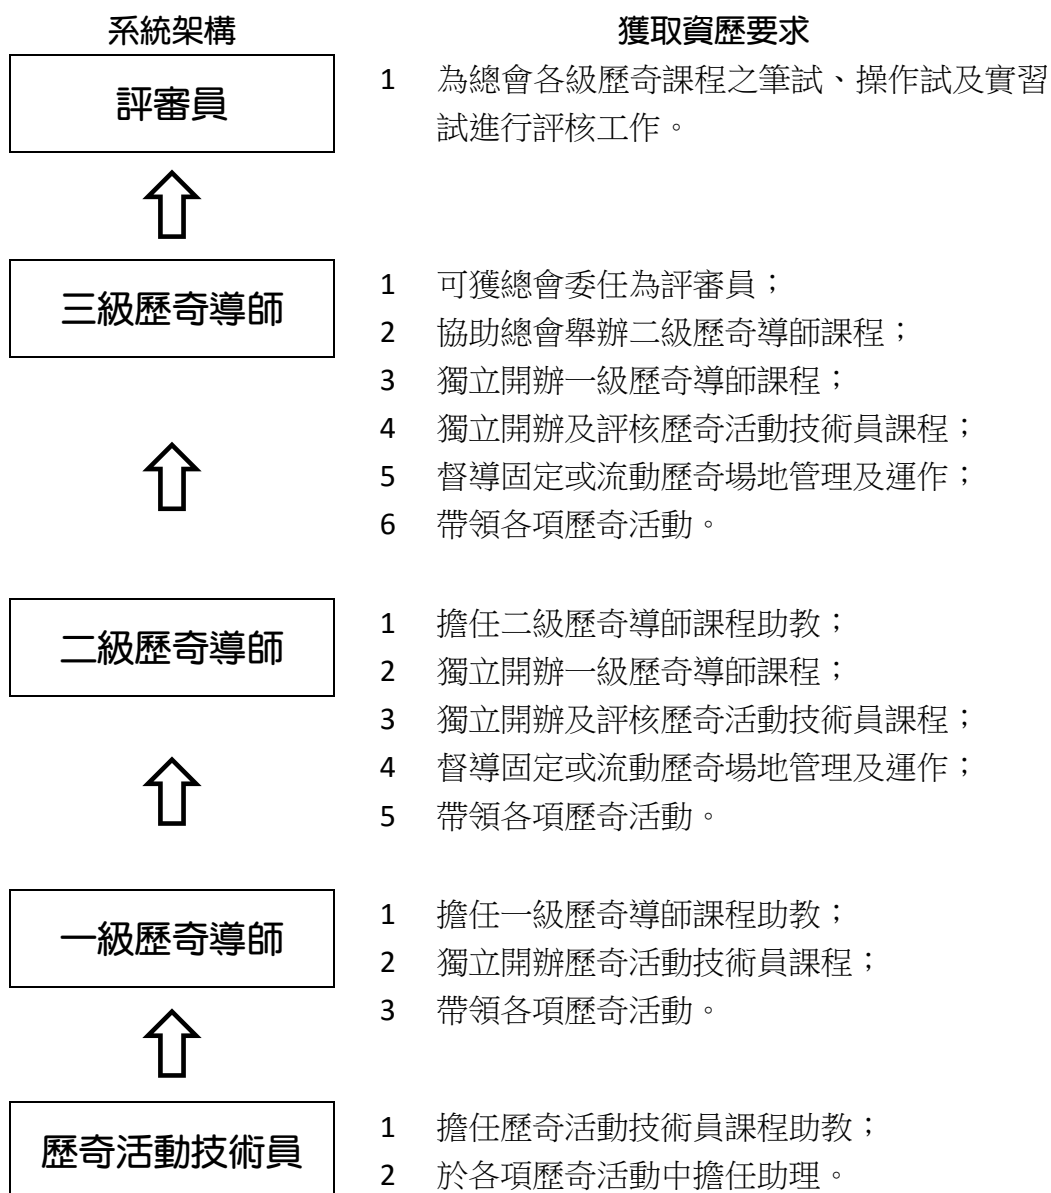 系統架構
獲取資歷要求
評審員
1 為總會各級歷奇課程之筆試、操作試及實習
試進行評核工作。
三級歷奇導師
1 可獲總會委任為評審員；
2 協助總會舉辦二級歷奇導師課程；
3 獨立開辦一級歷奇導師課程；
4 獨立開辦及評核歷奇活動技術員課程；
5 督導固定或流動歷奇場地管理及運作；
6 帶領各項歷奇活動。
二級歷奇導師
1 擔任二級歷奇導師課程助教；
2 獨立開辦一級歷奇導師課程；
3 獨立開辦及評核歷奇活動技術員課程；
4 督導固定或流動歷奇場地管理及運作；
5 帶領各項歷奇活動。
一級歷奇導師
1 擔任一級歷奇導師課程助教；
2 獨立開辦歷奇活動技術員課程；
3 帶領各項歷奇活動。
歷奇活動技術員
1 擔任歷奇活動技術員課程助教；
2 於各項歷奇活動中擔任助理。